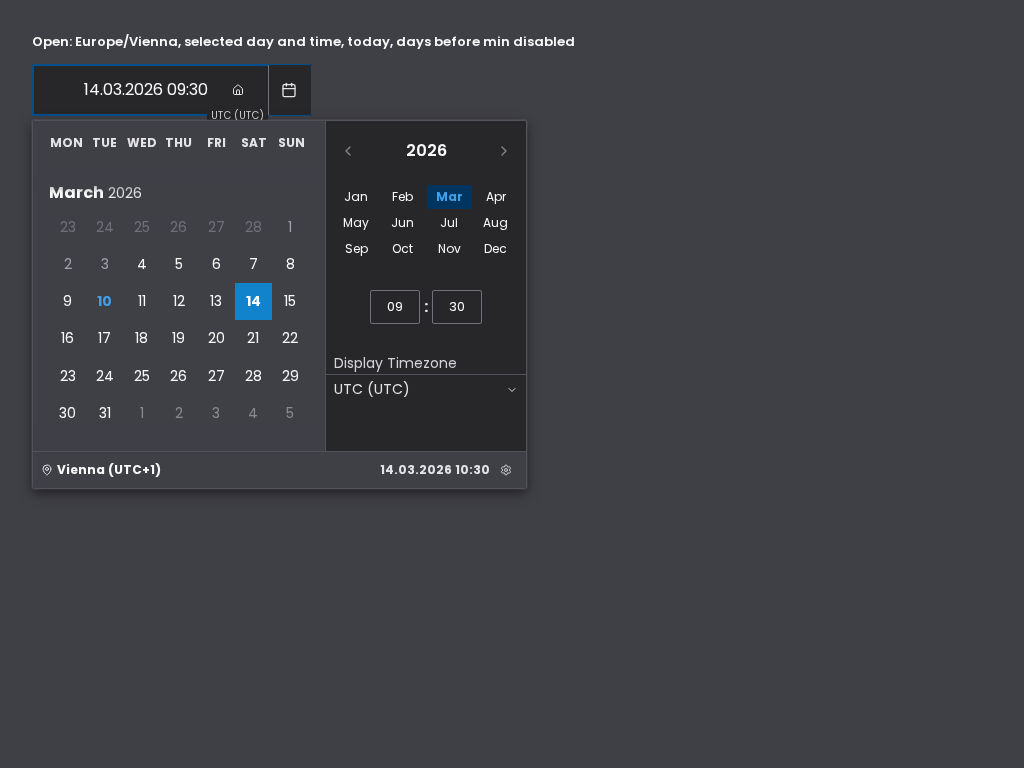 Open: Europe/Vienna, selected day and time, today, days before min disabled
14.03.2026 09:30
UTC (UTC)
MON TUE WED THU FRI SAT SUN
March 2026
23 24 25 26 27 28 1
2 3 4 5 6 7 8
9 10 11 12 13 14 15
16 17 18 19 20 21 22
23 24 25 26 27 28 29
30 31 1 2 3 4 5
2026
Jan Feb Mar Apr
May Jun Jul Aug
Sep Oct Nov Dec
09 : 30
Display Timezone
UTC (UTC)
Vienna (UTC+1)
14.03.2026 10:30